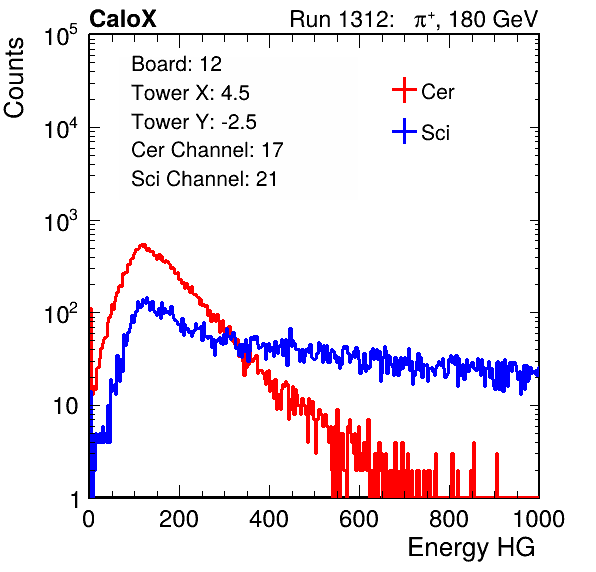 CaloX Run 1312: π⁺, 180 GeV
Counts
10⁵
10⁴
10³
10²
10
1
Board: 12
Tower X: 4.5
Tower Y: -2.5
Cer Channel: 17
Sci Channel: 21
Cer
Sci
0 200 400 600 800 1000
Energy HG